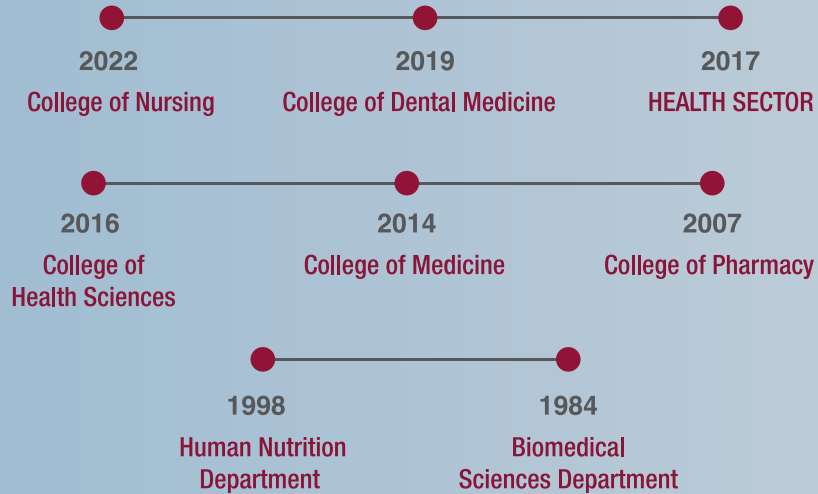 2022
College of Nursing
2019
College of Dental Medicine
2017
HEALTH SECTOR
2016
College of
Health Sciences
2014
College of Medicine
2007
College of Pharmacy
1998
Human Nutrition
Department
1984
Biomedical
Sciences Department